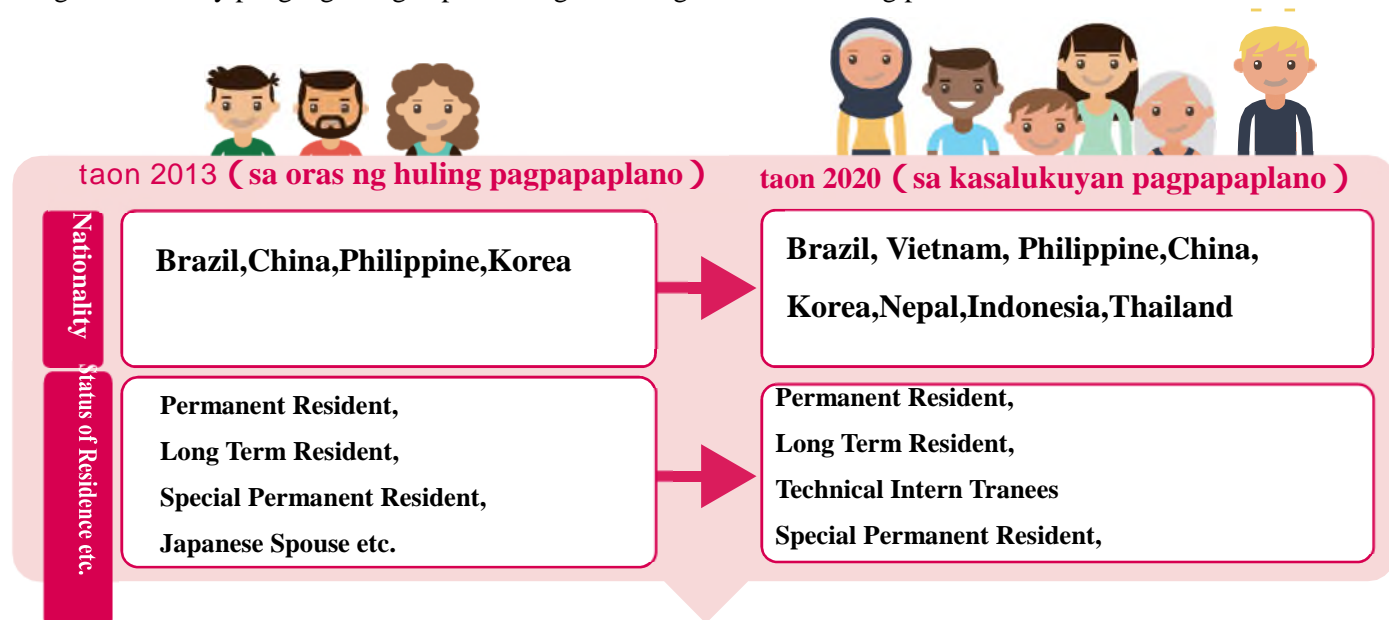 taon 2013 ( sa oras ng huling pagpapaplano )
taon 2020 ( sa kasalukuyan pagpapaplano )
Nationality
Brazil,China,Philippine,Korea
Brazil, Vietnam, Philippine,China,
Korea,Nepal,Indonesia,Thailand
Status of Residence etc.
Permanent Resident,
Long Term Resident,
Special Permanent Resident,
Japanese Spouse etc.
Permanent Resident,
Long Term Resident,
Technical Intern Tranees
Special Permanent Resident,